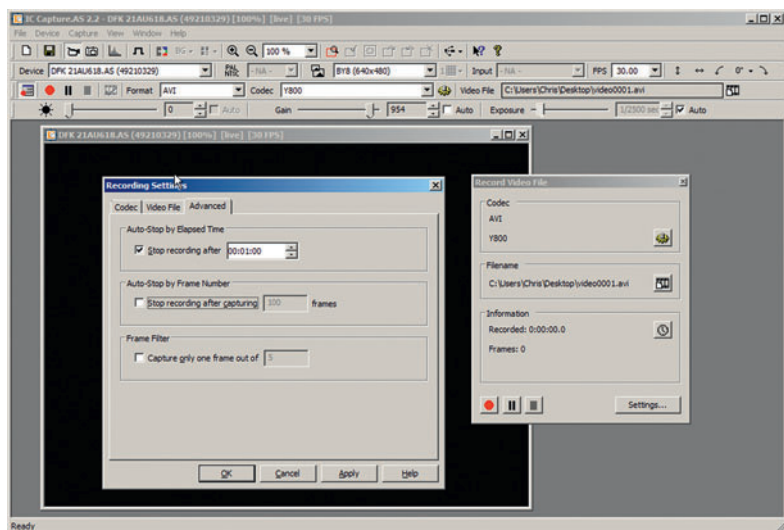 IC Capture.AS 2.2 - DFK 21AU618.AS (49210329) [100%] [live] [30 FPS]
File Device Capture View Window Help
BG 100 %
Device DFK 21AU618.AS (49210329) PAL NTSC - NA - BY8 (640x480) 1 Input - NA - FPS 30.00 0°
Format AVI Codec Y800 Video File C:\Users\Chris\Desktop\video0001.avi
0 Auto Gain 954 Auto Exposure 1/2500 sec Auto
DFK 21AU618.AS (49210329) [100%] [live] [30 FPS]
Recording Settings
Codec Video File Advanced
Auto-Stop by Elapsed Time
Stop recording after 00:01:00
Auto-Stop by Frame Number
Stop recording after capturing 100 frames
Frame Filter
Capture only one frame out of 5
OK Cancel Apply Help
Record Video File
Codec
AVI
Y800
Filename
C:\Users\Chris\Desktop\video0001.avi
Information
Recorded: 0:00:00.0
Frames: 0
Settings...
Ready